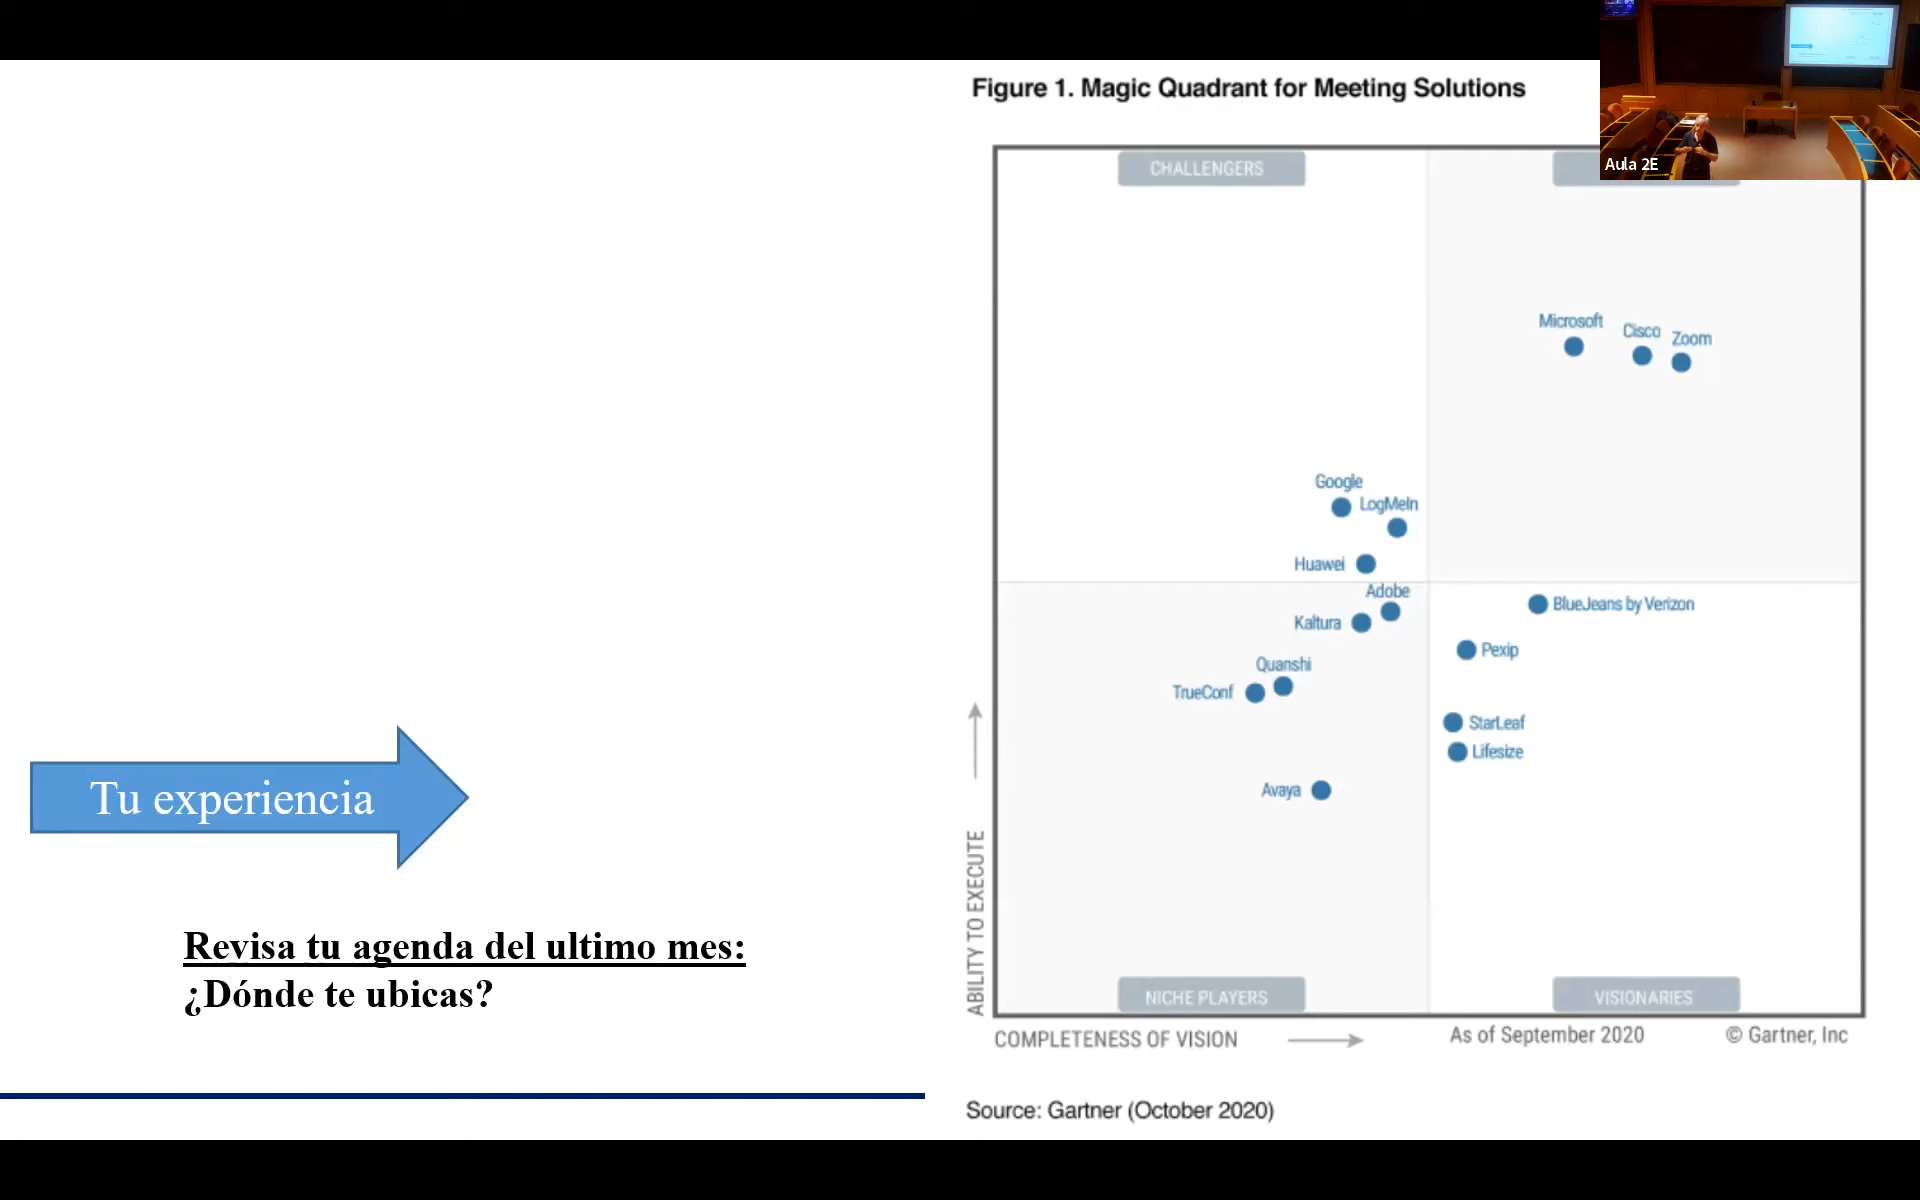 Figure 1. Magic Quadrant for Meeting Solutions
Aula 2E
CHALLENGERS
Microsoft
Cisco
Zoom
Google
LogMeIn
Huawei
Adobe
Kaltura
BlueJeans by Verizon
Pexip
Quanshi
TrueConf
StarLeaf
Lifesize
Avaya
ABILITY TO EXECUTE
NICHE PLAYERS
VISIONARIES
COMPLETENESS OF VISION
As of September 2020
© Gartner, Inc
Source: Gartner (October 2020)
Tu experiencia
Revisa tu agenda del ultimo mes:
¿Dónde te ubicas?